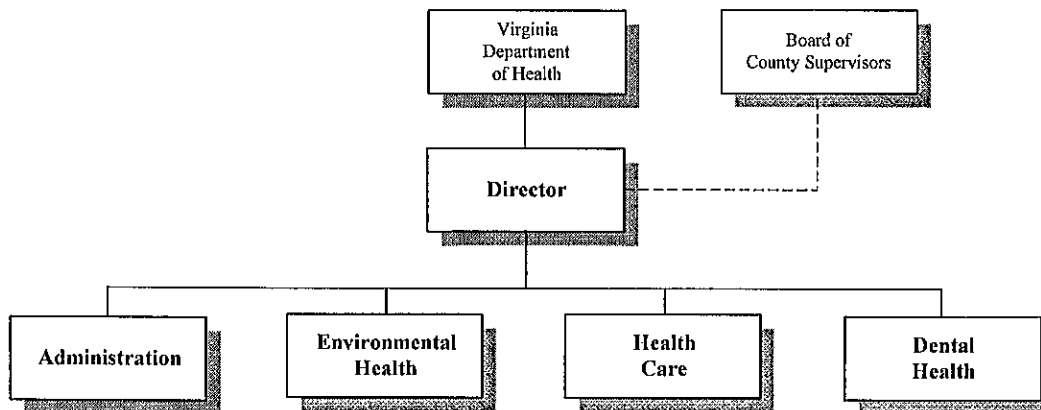 Virginia
Department
of Health
Board of
County Supervisors
Director
Administration
Environmental
Health
Health
Care
Dental
Health